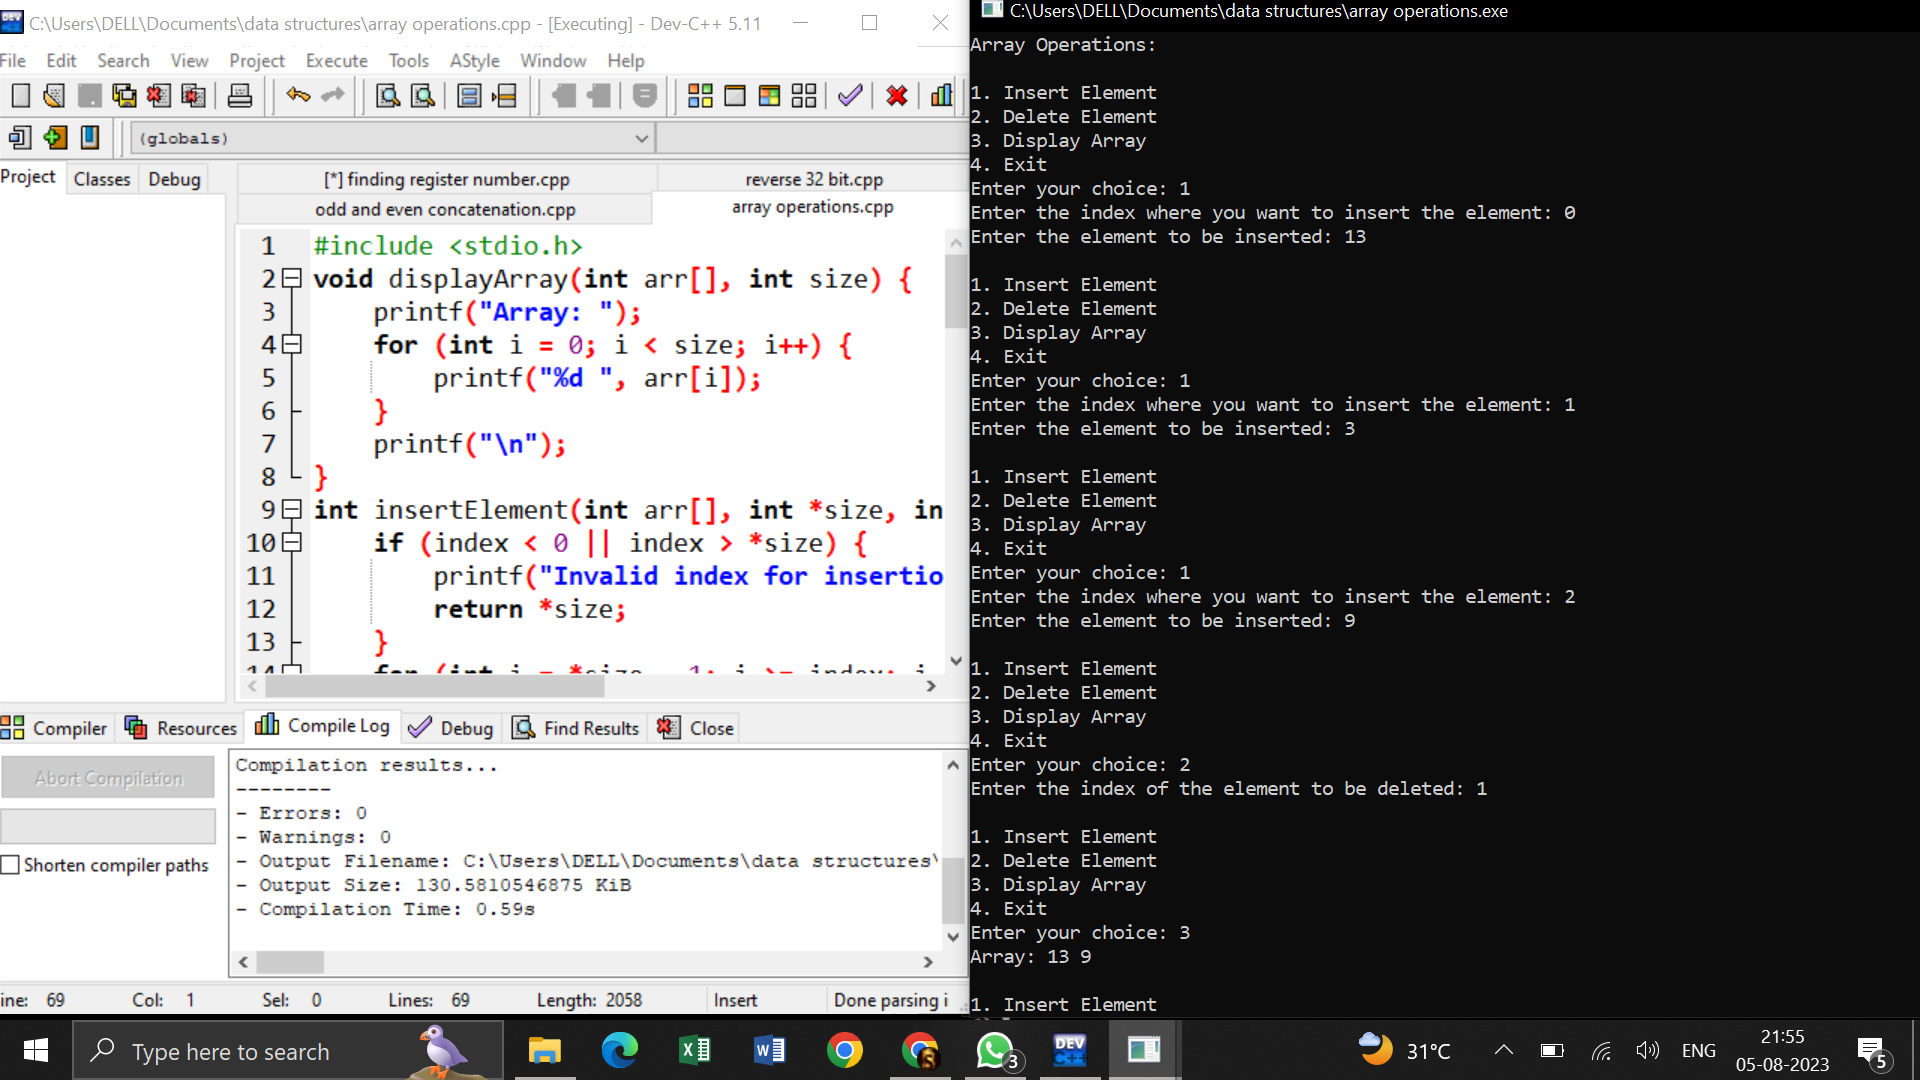 C:\Users\DELL\Documents\data structures\array operations.cpp - [Executing] - Dev-C++ 5.11
File Edit Search View Project Execute Tools AStyle Window Help
(globals)
Project Classes Debug
[*] finding register number.cpp reverse 32 bit.cpp
odd and even concatenation.cpp array operations.cpp
1 #include <stdio.h>
2 void displayArray(int arr[], int size) {
3 printf("Array: ");
4 for (int i = 0; i < size; i++) {
5 printf("%d ", arr[i]);
6 }
7 printf("\n");
8 }
9 int insertElement(int arr[], int *size, in
10 if (index < 0 || index > *size) {
11 printf("Invalid index for insertio
12 return *size;
13 }
14 for (int i = *size - 1; i >= index; i
Compiler Resources Compile Log Debug Find Results Close
Abort Compilation
Shorten compiler paths
Compilation results...
--------
- Errors: 0
- Warnings: 0
- Output Filename: C:\Users\DELL\Documents\data structures\
- Output Size: 130.5810546875 KiB
- Compilation Time: 0.59s
ine: 69 Col: 1 Sel: 0 Lines: 69 Length: 2058 Insert Done parsing i
C:\Users\DELL\Documents\data structures\array operations.exe
Array Operations:
1. Insert Element
2. Delete Element
3. Display Array
4. Exit
Enter your choice: 1
Enter the index where you want to insert the element: 0
Enter the element to be inserted: 13
1. Insert Element
2. Delete Element
3. Display Array
4. Exit
Enter your choice: 1
Enter the index where you want to insert the element: 1
Enter the element to be inserted: 3
1. Insert Element
2. Delete Element
3. Display Array
4. Exit
Enter your choice: 1
Enter the index where you want to insert the element: 2
Enter the element to be inserted: 9
1. Insert Element
2. Delete Element
3. Display Array
4. Exit
Enter your choice: 2
Enter the index of the element to be deleted: 1
1. Insert Element
2. Delete Element
3. Display Array
4. Exit
Enter your choice: 3
Array: 13 9
1. Insert Element
Type here to search
DEV C++
3
31°C
ENG
21:55
05-08-2023
5